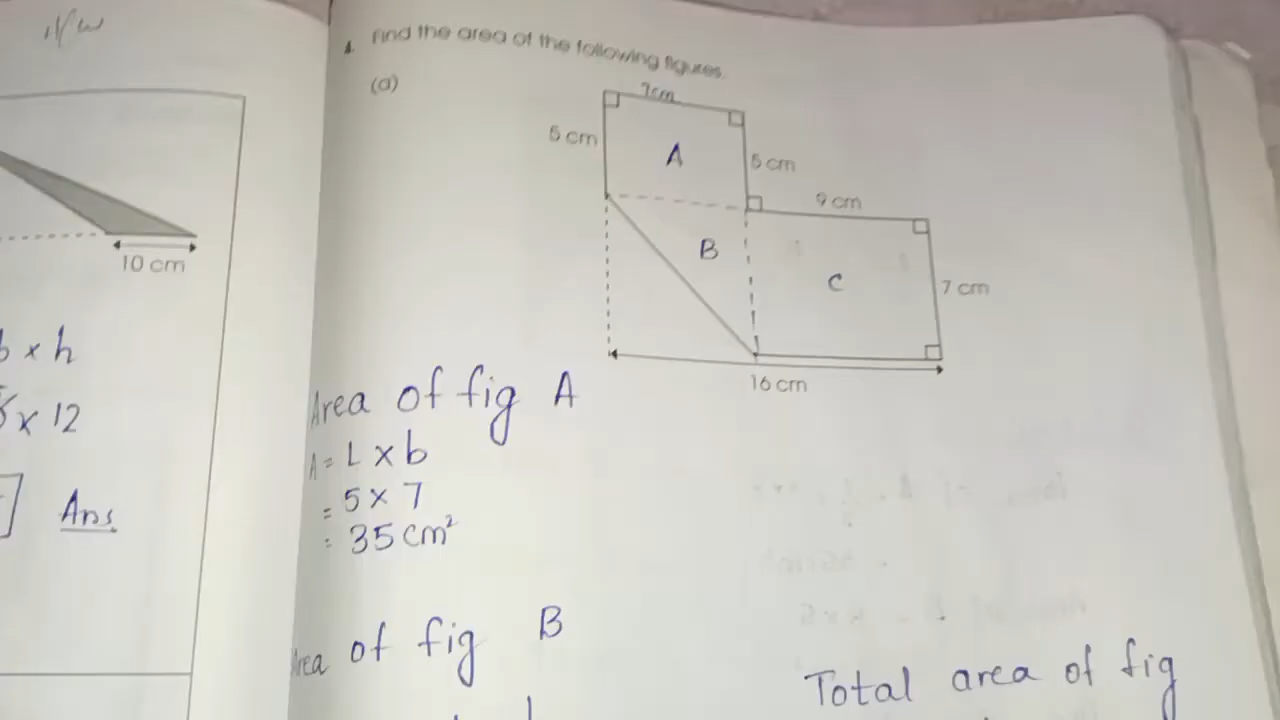 H/W
10 cm
b x h
x 12
Ans
4. Find the area of the following figures.
(a)
7cm
5 cm
A
5 cm
9 cm
B
C
7 cm
16 cm
Area of fig A
A = L x b
= 5 x 7
= 35 cm²
Area of fig B
Total area of fig